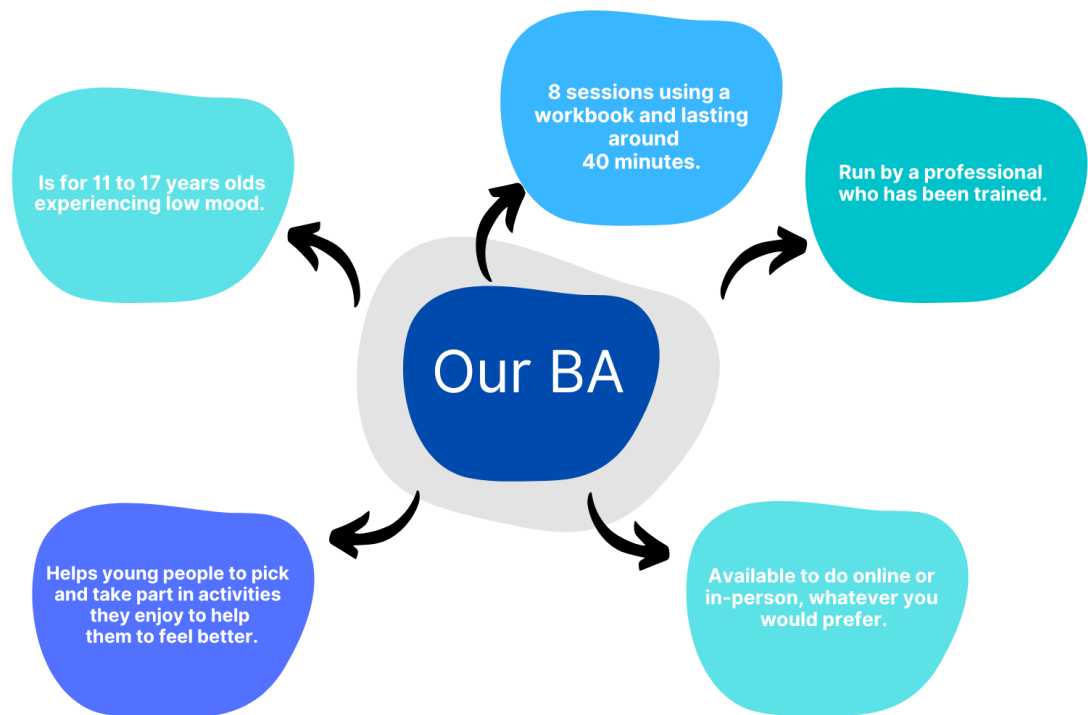 8 sessions using a
workbook and lasting
around
40 minutes.
Is for 11 to 17 years olds
experiencing low mood.
Run by a professional
who has been trained.
Our BA
Helps young people to pick
and take part in activities
they enjoy to help
them to feel better.
Available to do online or
in-person, whatever you
would prefer.